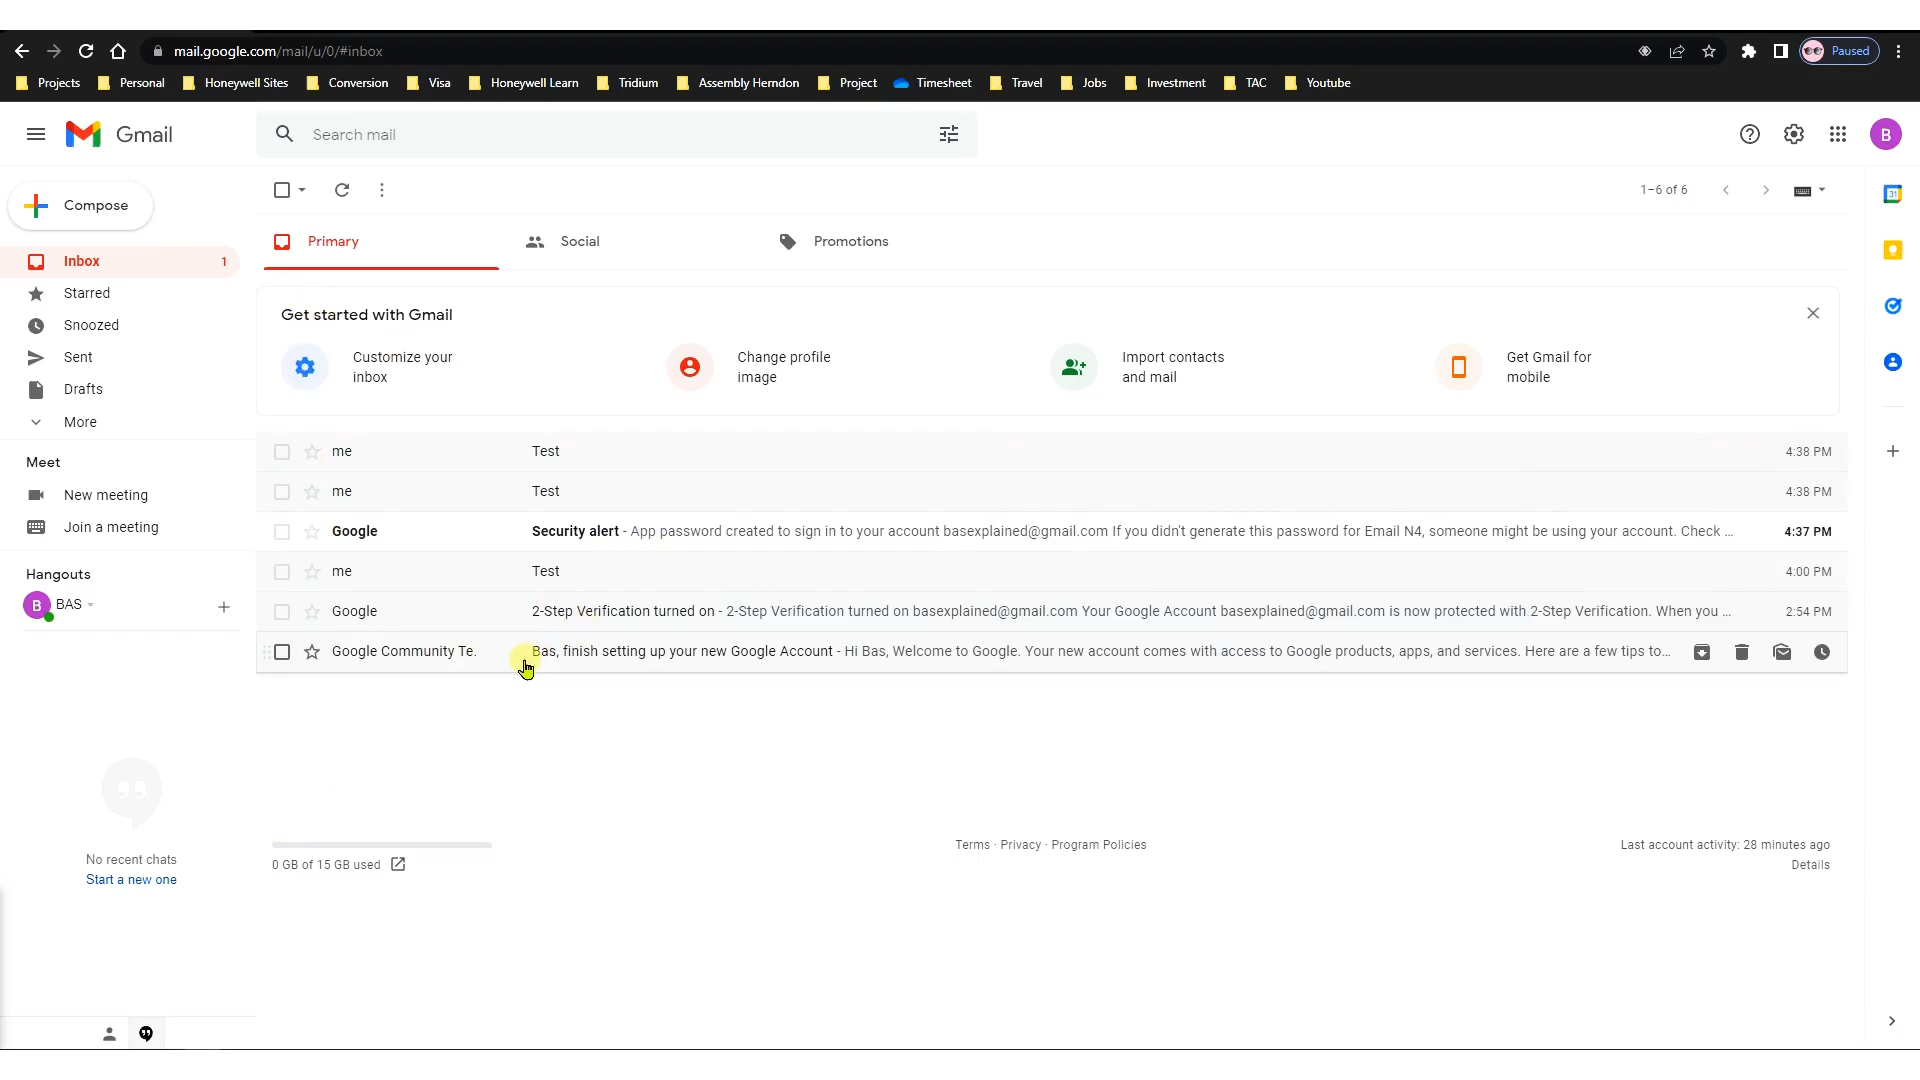 mail.google.com/mail/u/0/#inbox
Paused
Projects Personal Honeywell Sites Conversion Visa Honeywell Learn Tridium Assembly Herndon Project Timesheet Travel Jobs Investment TAC Youtube
Gmail
Search mail
B
Compose
1–6 of 6
31
Primary
Social
Promotions
Inbox 1
Starred
Snoozed
Sent
Drafts
More
Get started with Gmail
Customize your
inbox
Change profile
image
Import contacts
and mail
Get Gmail for
mobile
me Test 4:38 PM
me Test 4:38 PM
Google Security alert - App password created to sign in to your account basexplained@gmail.com If you didn't generate this password for Email N4, someone might be using your account. Check ... 4:37 PM
me Test 4:00 PM
Google 2-Step Verification turned on - 2-Step Verification turned on basexplained@gmail.com Your Google Account basexplained@gmail.com is now protected with 2-Step Verification. When you ... 2:54 PM
Google Community Te. Bas, finish setting up your new Google Account - Hi Bas, Welcome to Google. Your new account comes with access to Google products, apps, and services. Here are a few tips to...
Meet
New meeting
Join a meeting
Hangouts
B BAS
No recent chats
Start a new one
0 GB of 15 GB used
Terms · Privacy · Program Policies
Last account activity: 28 minutes ago
Details